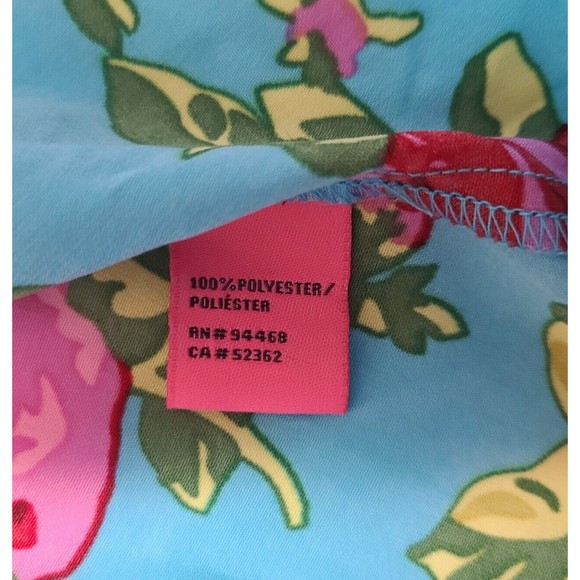 100%POLYESTER/
POLIÉSTER
RN#94468
CA#52362